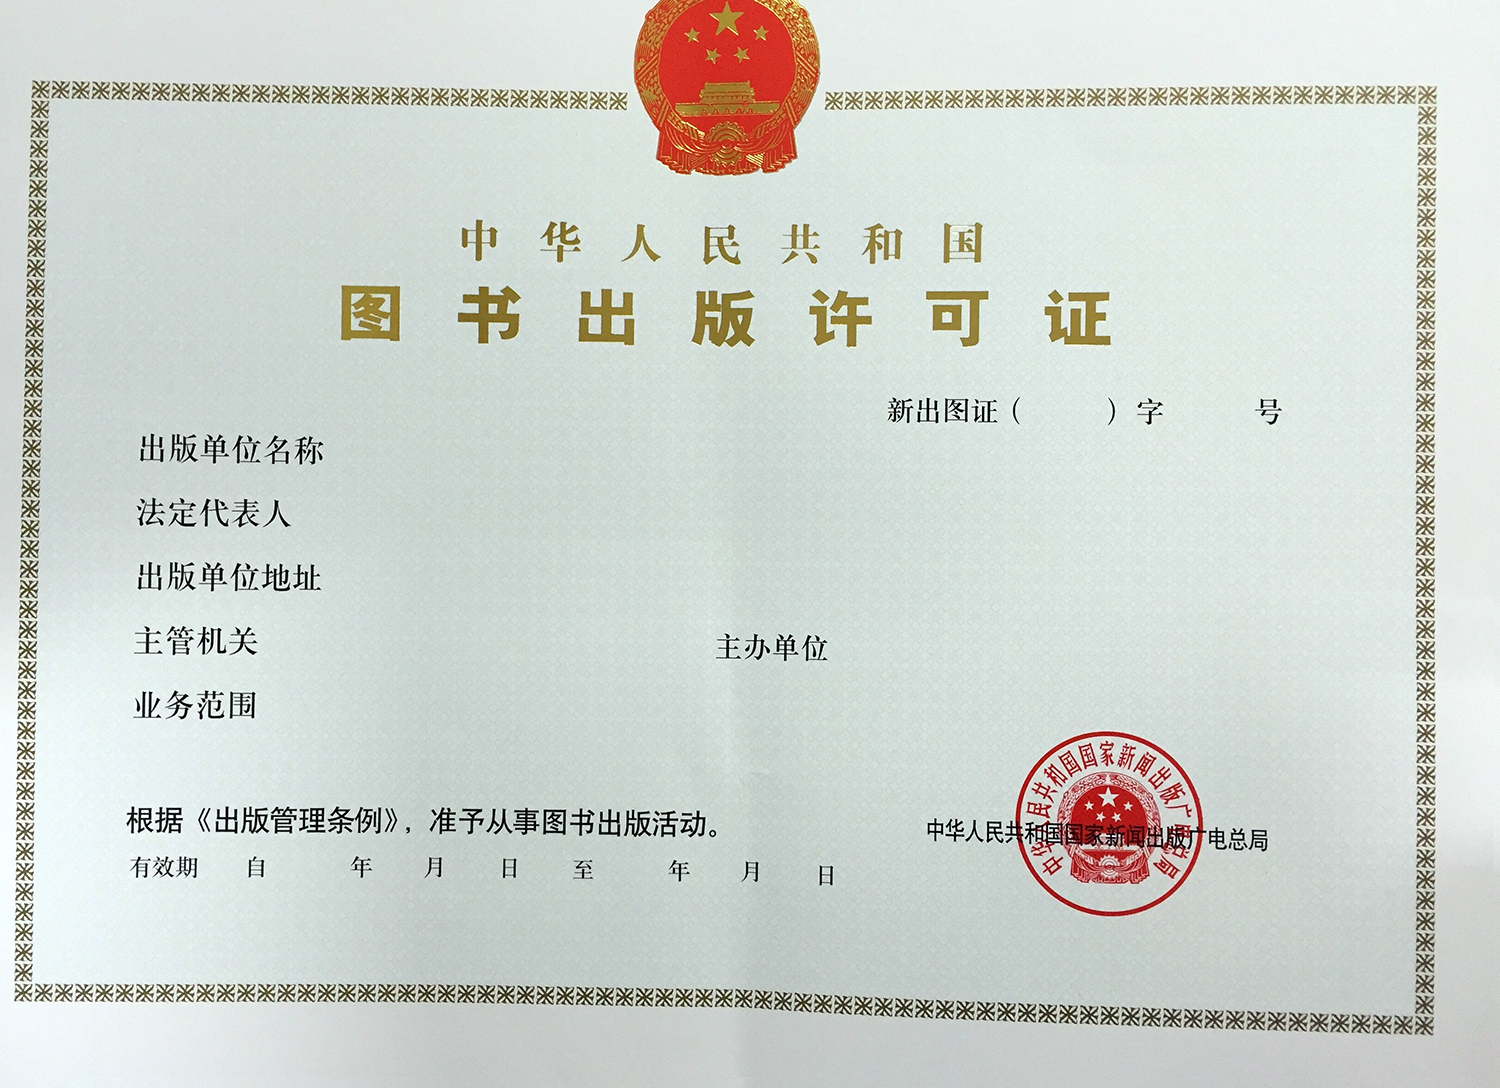 中华人民共和国
图书出版许可证
新出图证（ ）字 号
出版单位名称
法定代表人
出版单位地址
主管机关 主办单位
业务范围
根据《出版管理条例》，准予从事图书出版活动。
中华人民共和国国家新闻出版广电总局
有效期 自 年 月 日 至 年 月 日
中华人民共和国国家新闻出版广电总局